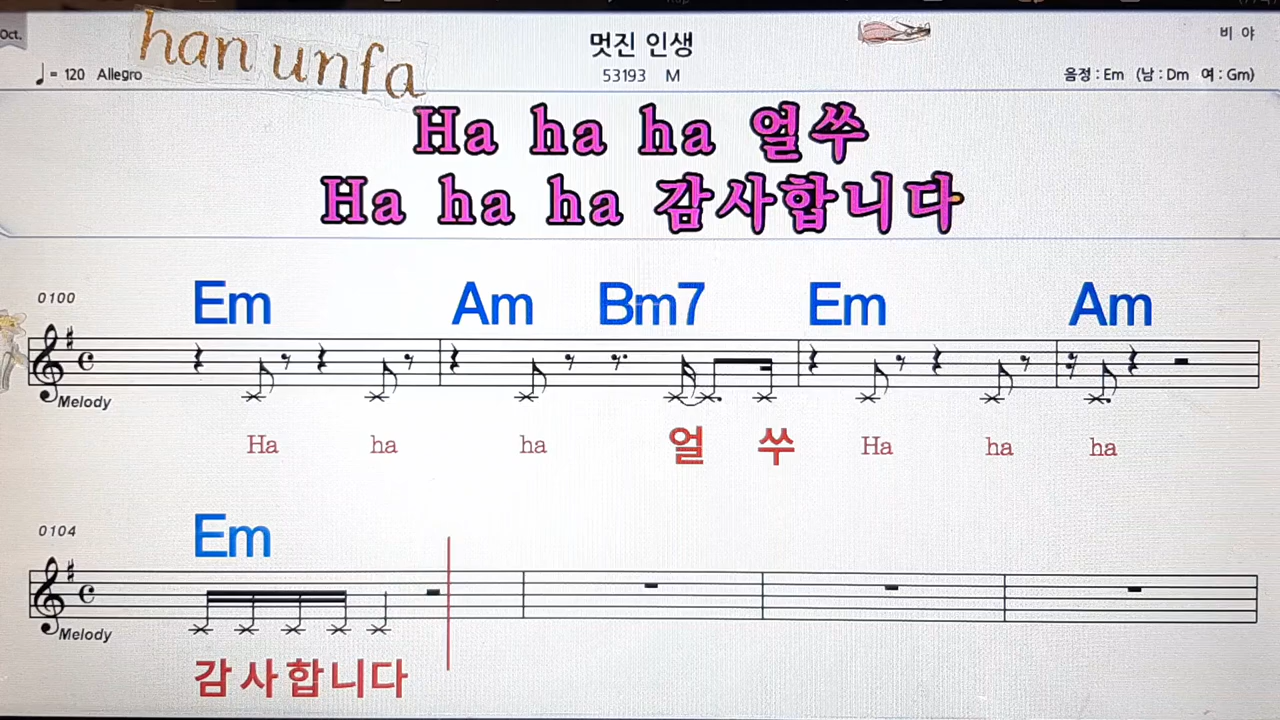 Oct.
han unfa
멋진 인생
비 야
♩= 120 Allegro
53193 M
음정 : Em (남 : Dm 여 : Gm)
Ha ha ha 얼쑤
Ha ha ha 감사합니다
0100
Em Am Bm7 Em Am
Melody
Ha ha ha 얼 쑤 Ha ha ha
0104
Em
Melody
감사합니다